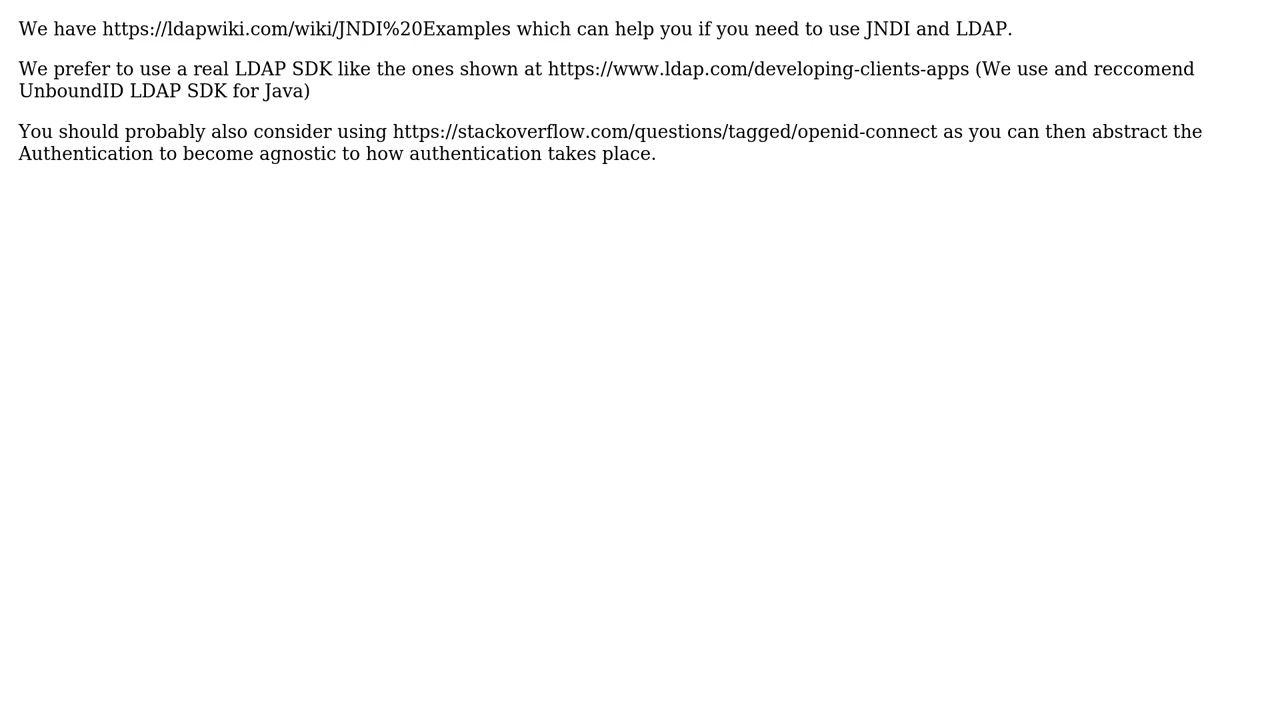 We have https://ldapwiki.com/wiki/JNDI%20Examples which can help you if you need to use JNDI and LDAP.
We prefer to use a real LDAP SDK like the ones shown at https://www.ldap.com/developing-clients-apps (We use and reccomend
UnboundID LDAP SDK for Java)
You should probably also consider using https://stackoverflow.com/questions/tagged/openid-connect as you can then abstract the
Authentication to become agnostic to how authentication takes place.